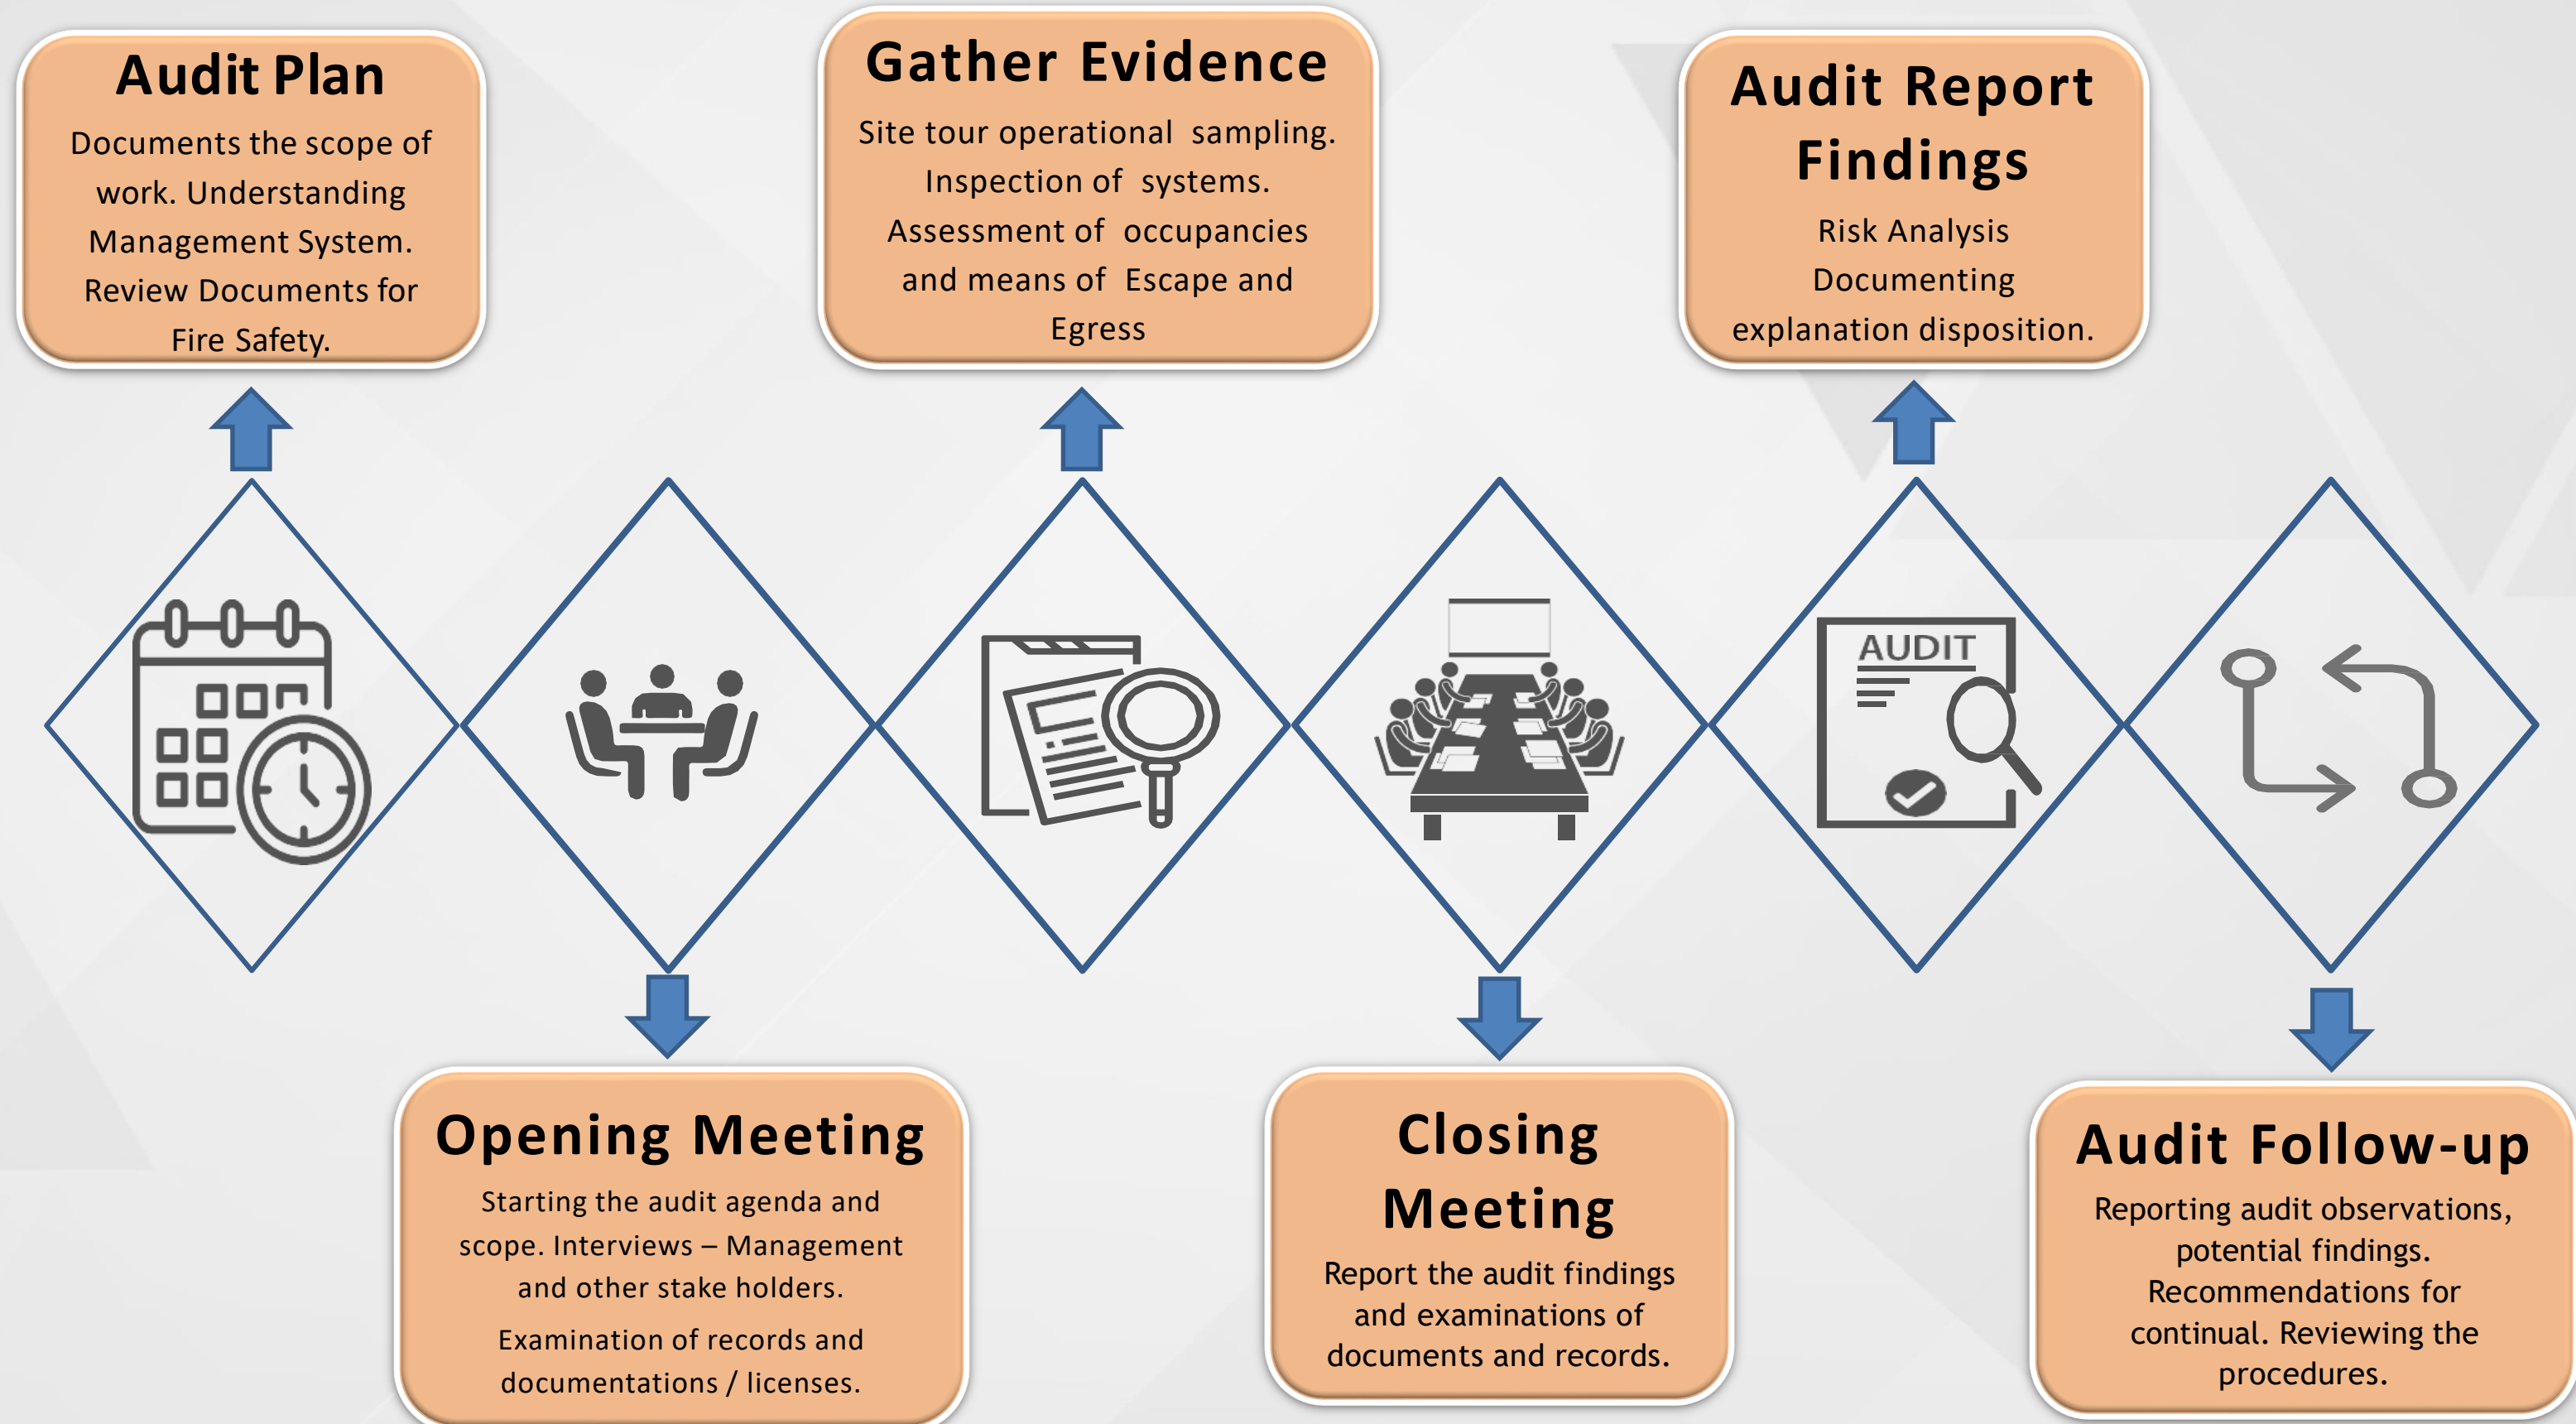 Audit Plan
Documents the scope of
work. Understanding
Management System.
Review Documents for
Fire Safety.
Gather Evidence
Site tour operational sampling.
Inspection of systems.
Assessment of occupancies
and means of Escape and
Egress
Audit Report
Findings
Risk Analysis
Documenting
explanation disposition.
AUDIT
Opening Meeting
Starting the audit agenda and
scope. Interviews – Management
and other stake holders.
Examination of records and
documentations / licenses.
Closing
Meeting
Report the audit findings
and examinations of
documents and records.
Audit Follow-up
Reporting audit observations,
potential findings.
Recommendations for
continual. Reviewing the
procedures.